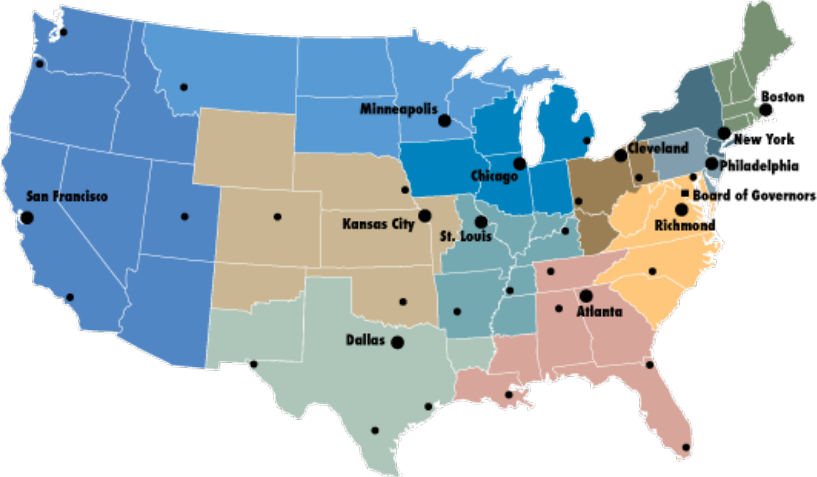 Boston
Minneapolis
New York
Cleveland
Philadelphia
Chicago
Board of Governors
San Francisco
Richmond
Kansas City
St. Louis
Atlanta
Dallas